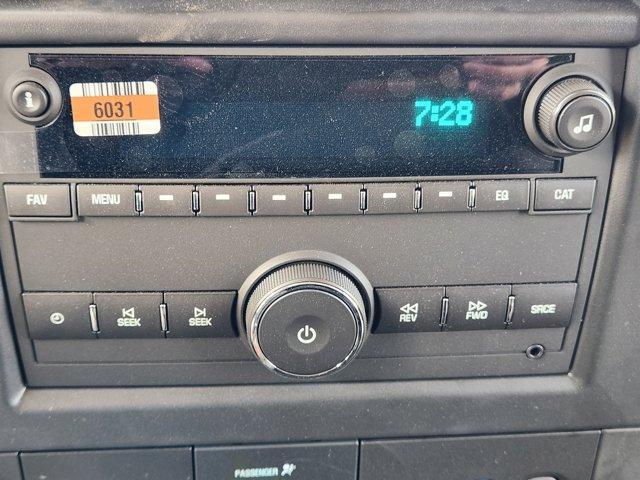 6031
7:28
FAV
MENU
EQ
CAT
SEEK
SEEK
REV
FWD
SRCE
PASSENGER